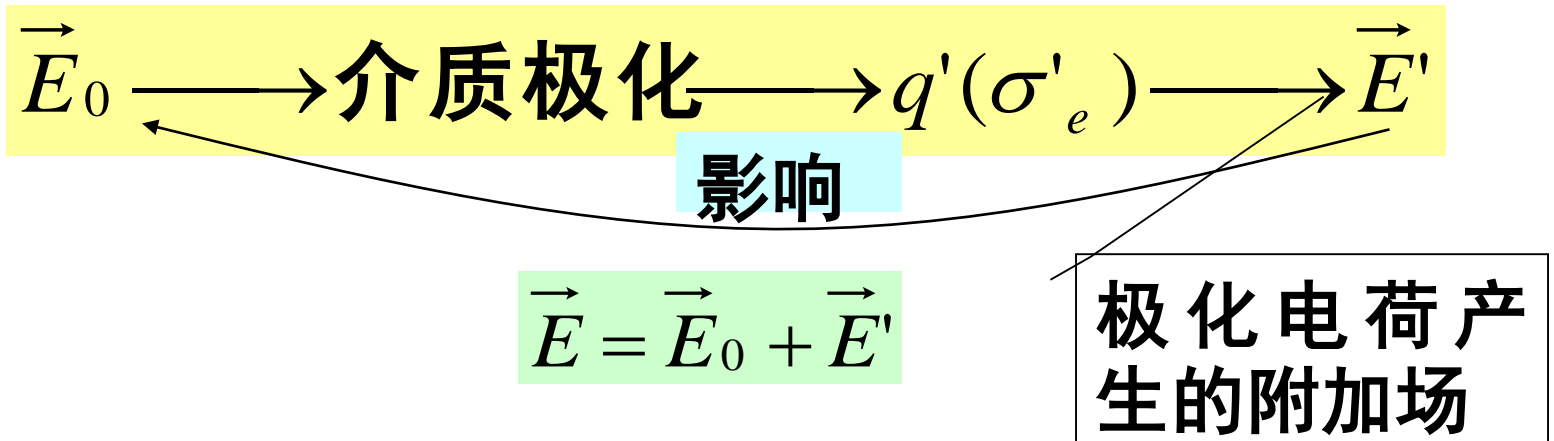 E⃗₀ ⟶ 介质极化 ⟶ q'(σ'ₑ) ⟶ E⃗'
影响
E⃗ = E⃗₀ + E⃗'
极化电荷产
生的附加场